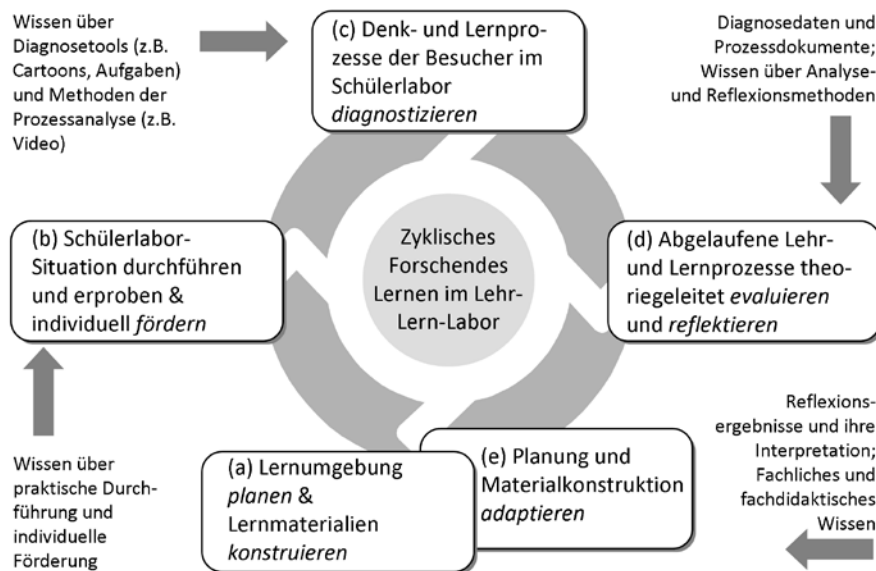 Wissen über
Diagnosetools (z.B.
Cartoons, Aufgaben)
und Methoden der
Prozessanalyse (z.B.
Video)
(c) Denk- und Lernpro-
zesse der Besucher im
Schülerlabor
diagnostizieren
Diagnosedaten und
Prozessdokumente;
Wissen über Analyse-
und Reflexionsmethoden
(b) Schülerlabor-
Situation durchführen
und erproben &
individuell fördern
Zyklisches
Forschendes
Lernen im Lehr-
Lern-Labor
(d) Abgelaufene Lehr-
und Lernprozesse theo-
riegeleitet evaluieren
und reflektieren
Wissen über
praktische Durch-
führung und
individuelle
Förderung
(a) Lernumgebung
planen &
Lernmaterialien
konstruieren
(e) Planung und
Materialkonstruktion
adaptieren
Reflexions-
ergebnisse und ihre
Interpretation;
Fachliches und
fachdidaktisches
Wissen